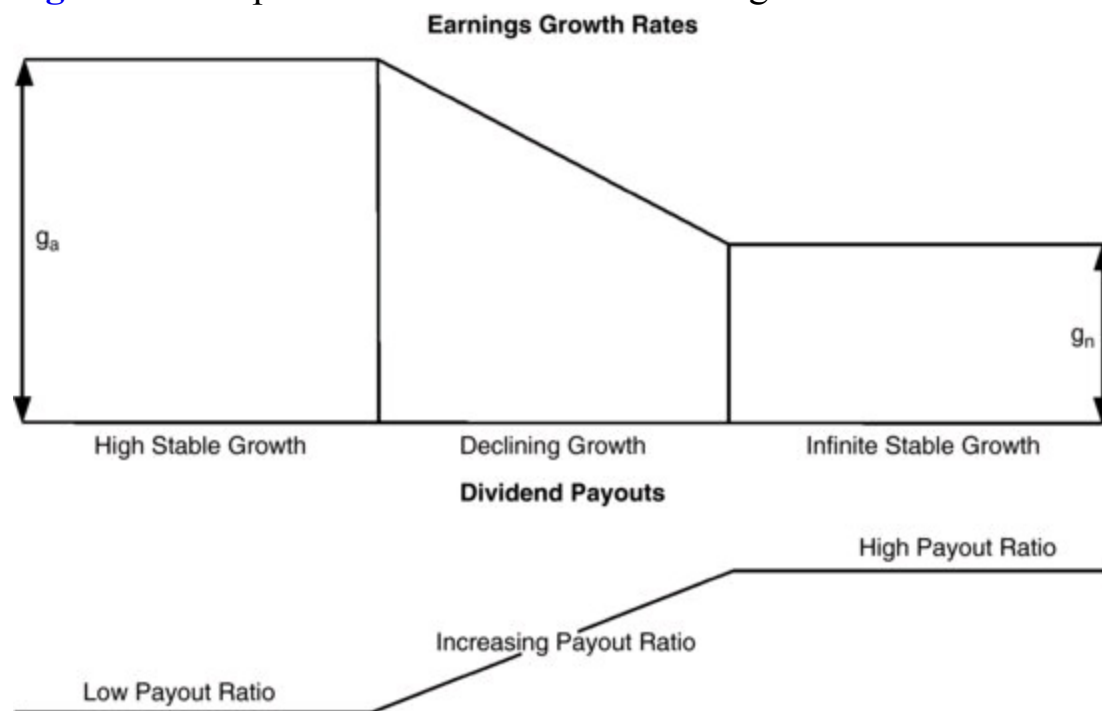 Earnings Growth Rates
gₐ
gₙ
High Stable Growth Declining Growth Infinite Stable Growth
Dividend Payouts
High Payout Ratio
Increasing Payout Ratio
Low Payout Ratio